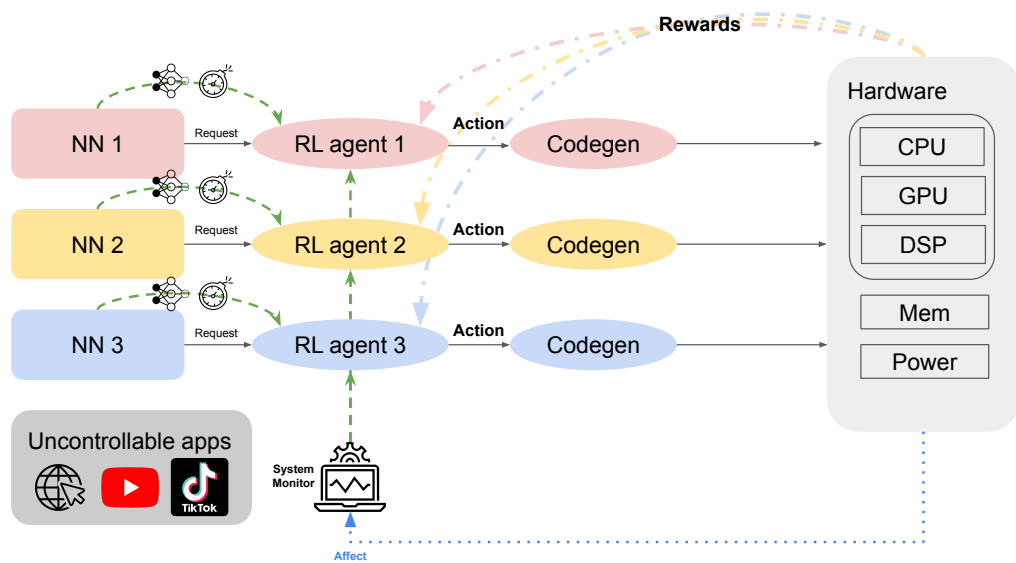 Rewards
Hardware
NN 1
Request
RL agent 1
Action
Codegen
CPU
GPU
NN 2
Request
RL agent 2
Action
Codegen
DSP
NN 3
Request
RL agent 3
Action
Codegen
Mem
Power
Uncontrollable apps
TikTok
System
Monitor
Affect